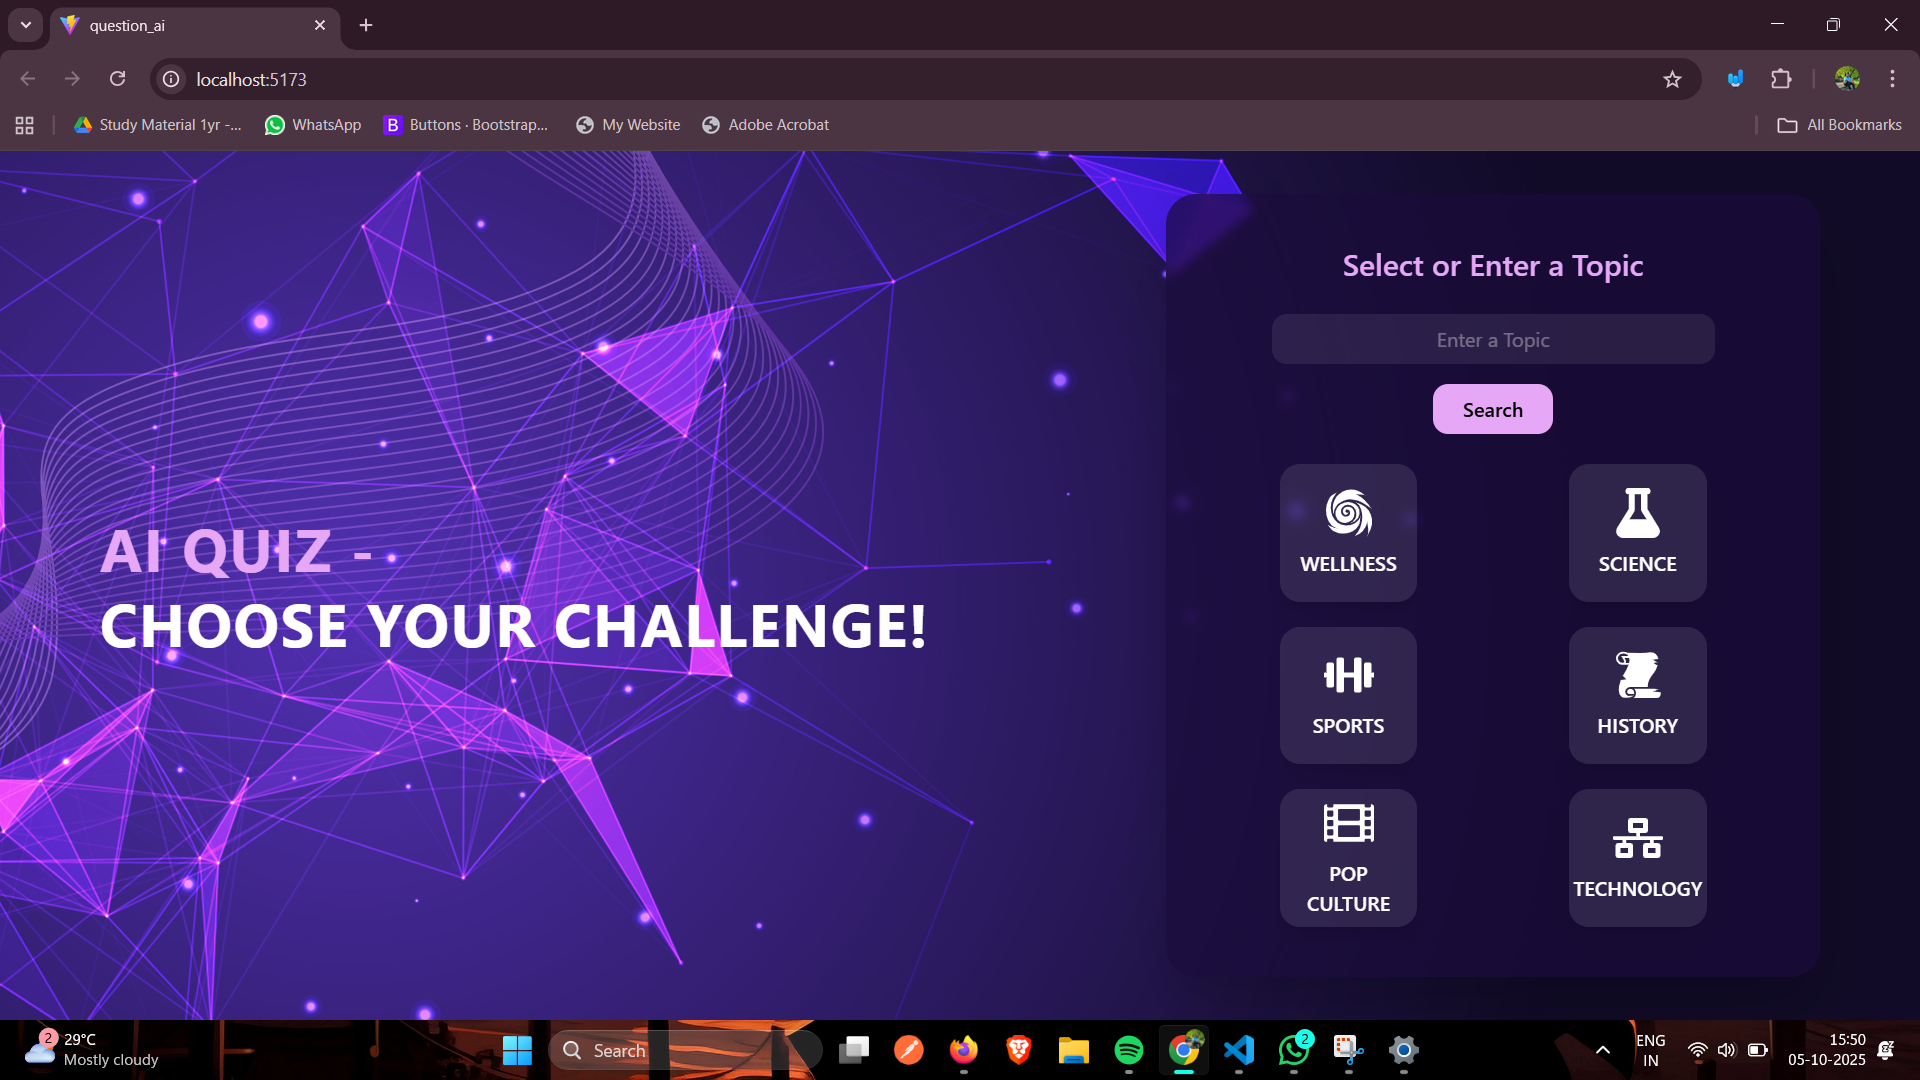 question_ai
localhost:5173
Study Material 1yr -...
WhatsApp
B
Buttons · Bootstrap...
My Website
Adobe Acrobat
All Bookmarks
Select or Enter a Topic
Enter a Topic
Search
AI QUIZ -
CHOOSE YOUR CHALLENGE!
WELLNESS
SCIENCE
SPORTS
HISTORY
POP
CULTURE
TECHNOLOGY
2
29°C
Mostly cloudy
Search
2
ENG
IN
15:50
05-10-2025